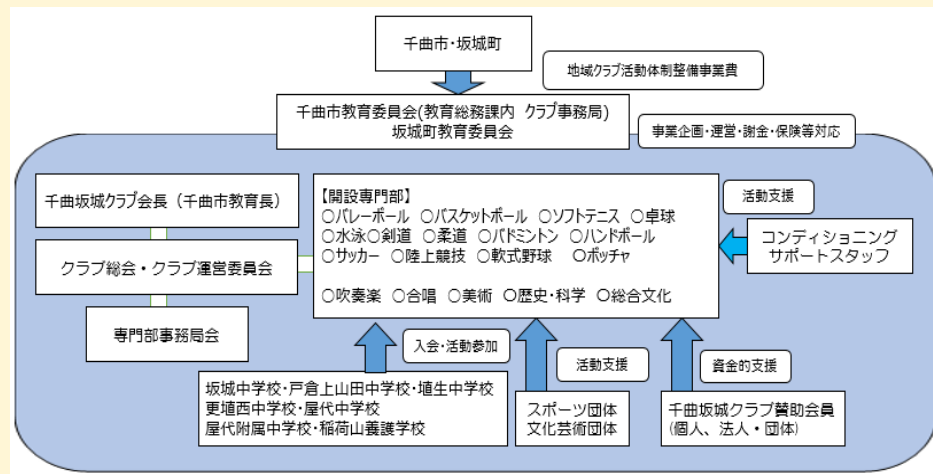 千曲市・坂城町
地域クラブ活動体制整備事業費
千曲市教育委員会(教育総務課内 クラブ事務局)
坂城町教育委員会
事業企画・運営・謝金・保険等対応
千曲坂城クラブ会長（千曲市教育長）
クラブ総会・クラブ運営委員会
専門部事務局会
【開設専門部】
○バレーボール ○バスケットボール ○ソフトテニス ○卓球
○水泳○剣道 ○柔道 ○バドミントン ○ハンドボール
○サッカー ○陸上競技 ○軟式野球 ○ボッチャ
○吹奏楽 ○合唱 ○美術 ○歴史・科学 ○総合文化
活動支援
コンディショニング
サポートスタッフ
入会・活動参加
坂城中学校・戸倉上山田中学校・埴生中学校
更埴西中学校・屋代中学校
屋代附属中学校・稲荷山養護学校
活動支援
スポーツ団体
文化芸術団体
資金的支援
千曲坂城クラブ賛助会員
(個人、法人・団体)